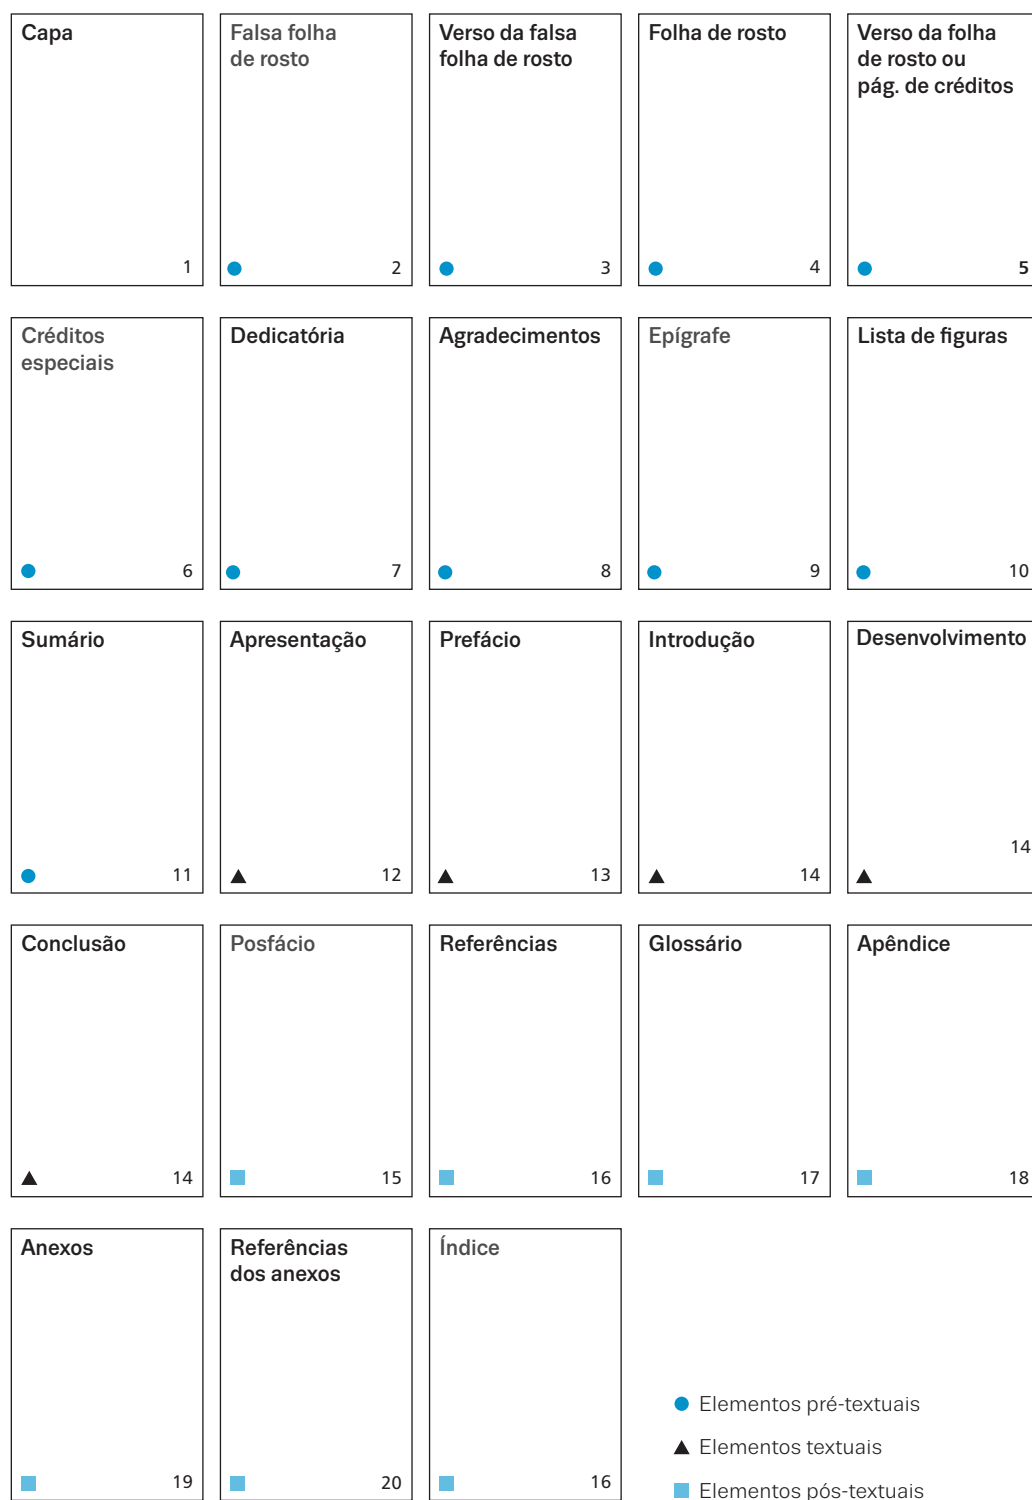 Capa
1
Falsa folha
de rosto
2
Verso da falsa
folha de rosto
3
Folha de rosto
4
Verso da folha
de rosto ou
pág. de créditos
5
Créditos
especiais
6
Dedicatória
7
Agradecimentos
8
Epígrafe
9
Lista de figuras
10
Sumário
11
Apresentação
12
Prefácio
13
Introdução
14
Desenvolvimento
14
Conclusão
14
Posfácio
15
Referências
16
Glossário
17
Apêndice
18
Anexos
19
Referências
dos anexos
20
Índice
16
Elementos pré-textuais
Elementos textuais
Elementos pós-textuais